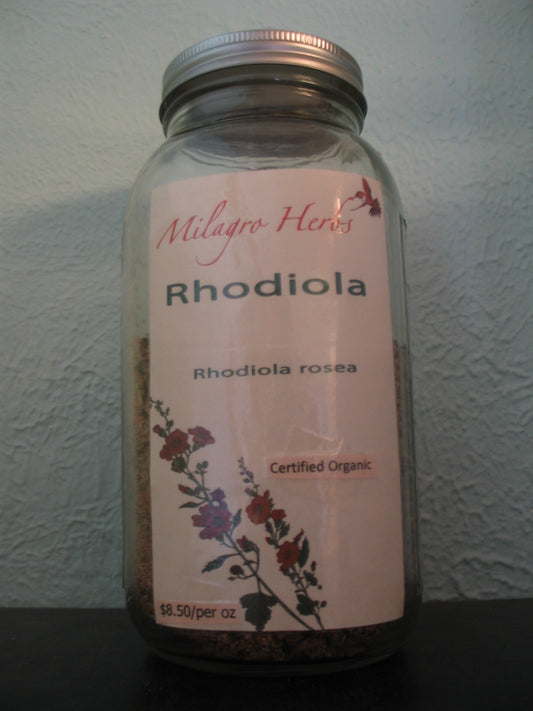 Milagro Herbs
Rhodiola
Rhodiola rosea
Certified Organic
$8.50/per oz